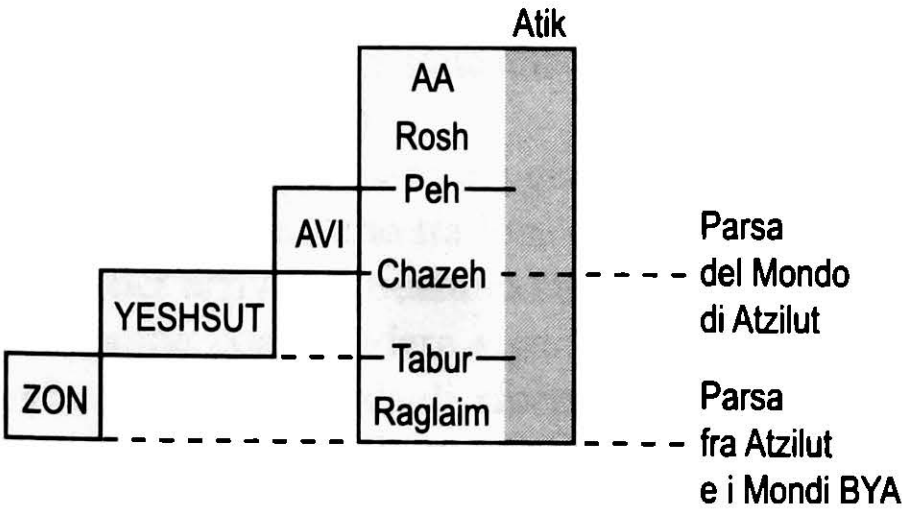 Atik
AA
Rosh
Peh
AVI
Chazeh
YESHSUT
Tabur
ZON
Raglaim
Parsa
del Mondo
di Atzilut
Parsa
fra Atzilut
e i Mondi BYA